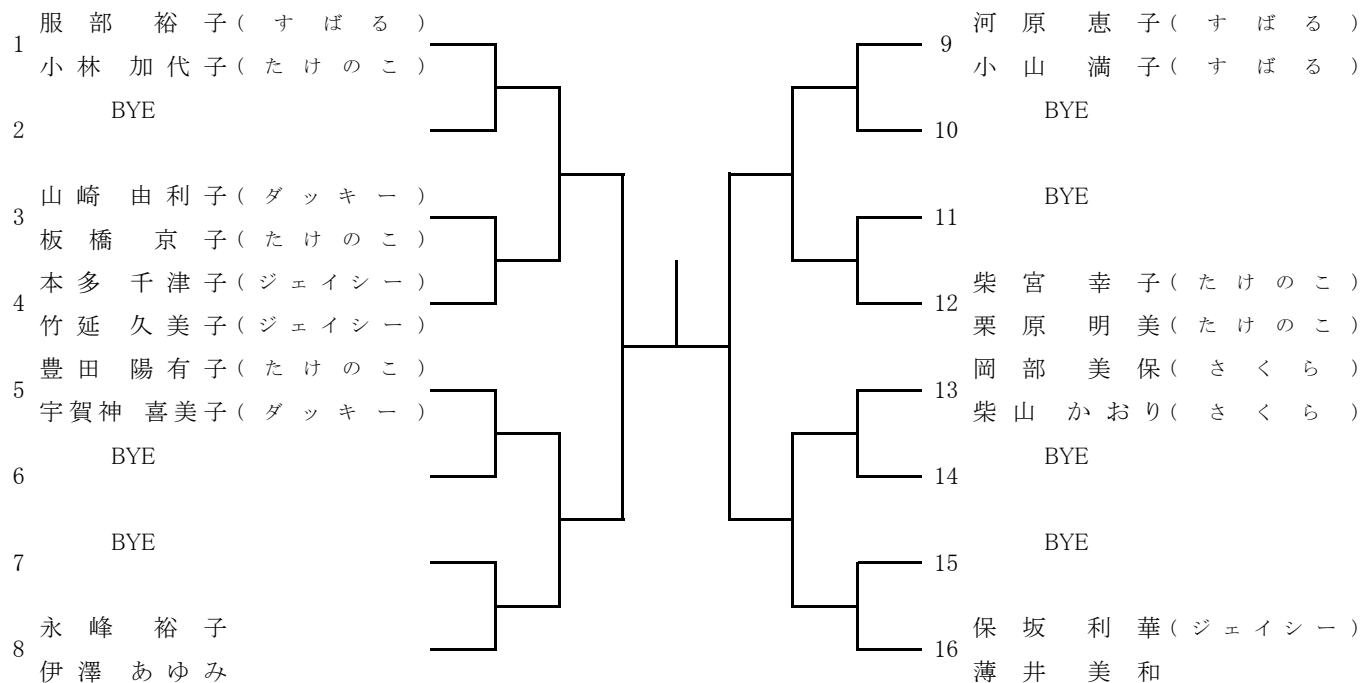 服部 裕子(すばる)
1
小林 加代子(たけのこ)
BYE
2
山崎 由利子(ダッキー)
3
板橋 京子(たけのこ)
本多 千津子(ジェイシー)
4
竹延 久美子(ジェイシー)
豊田 陽有子(たけのこ)
5
宇賀神 喜美子(ダッキー)
BYE
6
BYE
7
永峰 裕子
8
伊澤 あゆみ
河原 恵子(すばる)
9
小山 満子(すばる)
BYE
10
BYE
11
柴宮 幸子(たけのこ)
12
栗原 明美(たけのこ)
岡部 美保(さくら)
13
柴山 かおり(さくら)
BYE
14
BYE
15
保坂 利華(ジェイシー)
16
薄井 美和